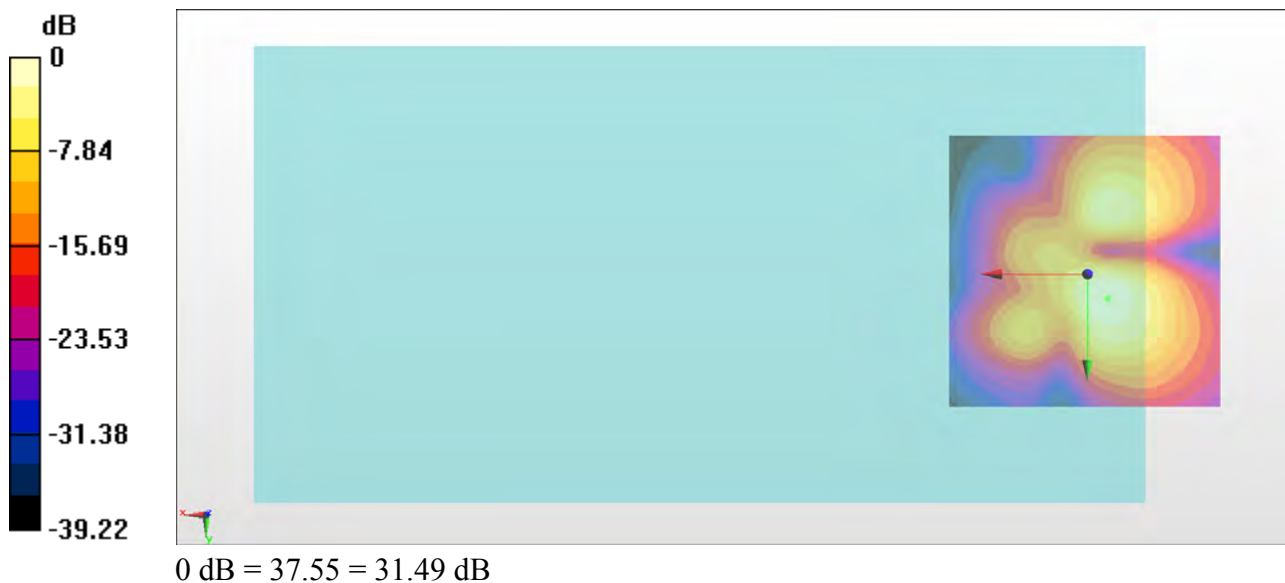 dB
0
-7.84
-15.69
-23.53
-31.38
-39.22
x z
y
0 dB = 37.55 = 31.49 dB